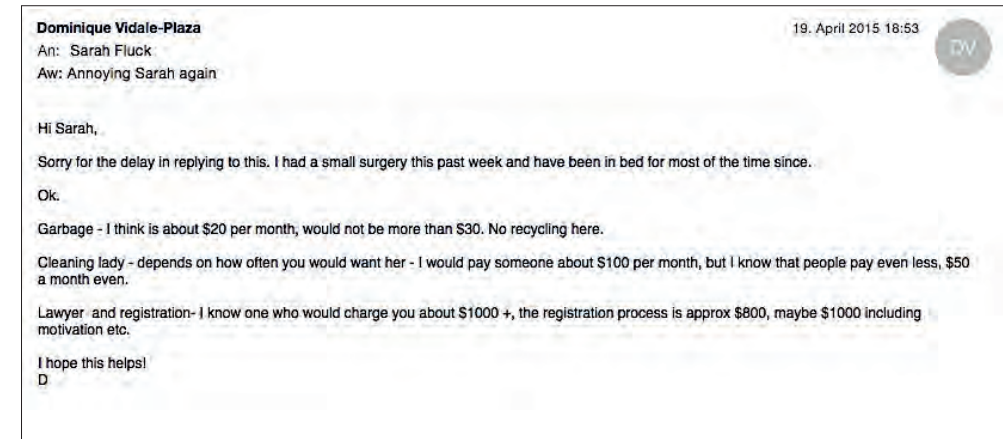 Dominique Vidale-Plaza
19. April 2015 18:53
DV
An: Sarah Fluck
Aw: Annoying Sarah again
Hi Sarah,
Sorry for the delay in replying to this. I had a small surgery this past week and have been in bed for most of the time since.
Ok.
Garbage - I think is about $20 per month, would not be more than $30. No recycling here.
Cleaning lady - depends on how often you would want her - I would pay someone about $100 per month, but I know that people pay even less, $50
a month even.
Lawyer and registration- I know one who would charge you about $1000 +, the registration process is approx $800, maybe $1000 including
motivation etc.
I hope this helps!
D